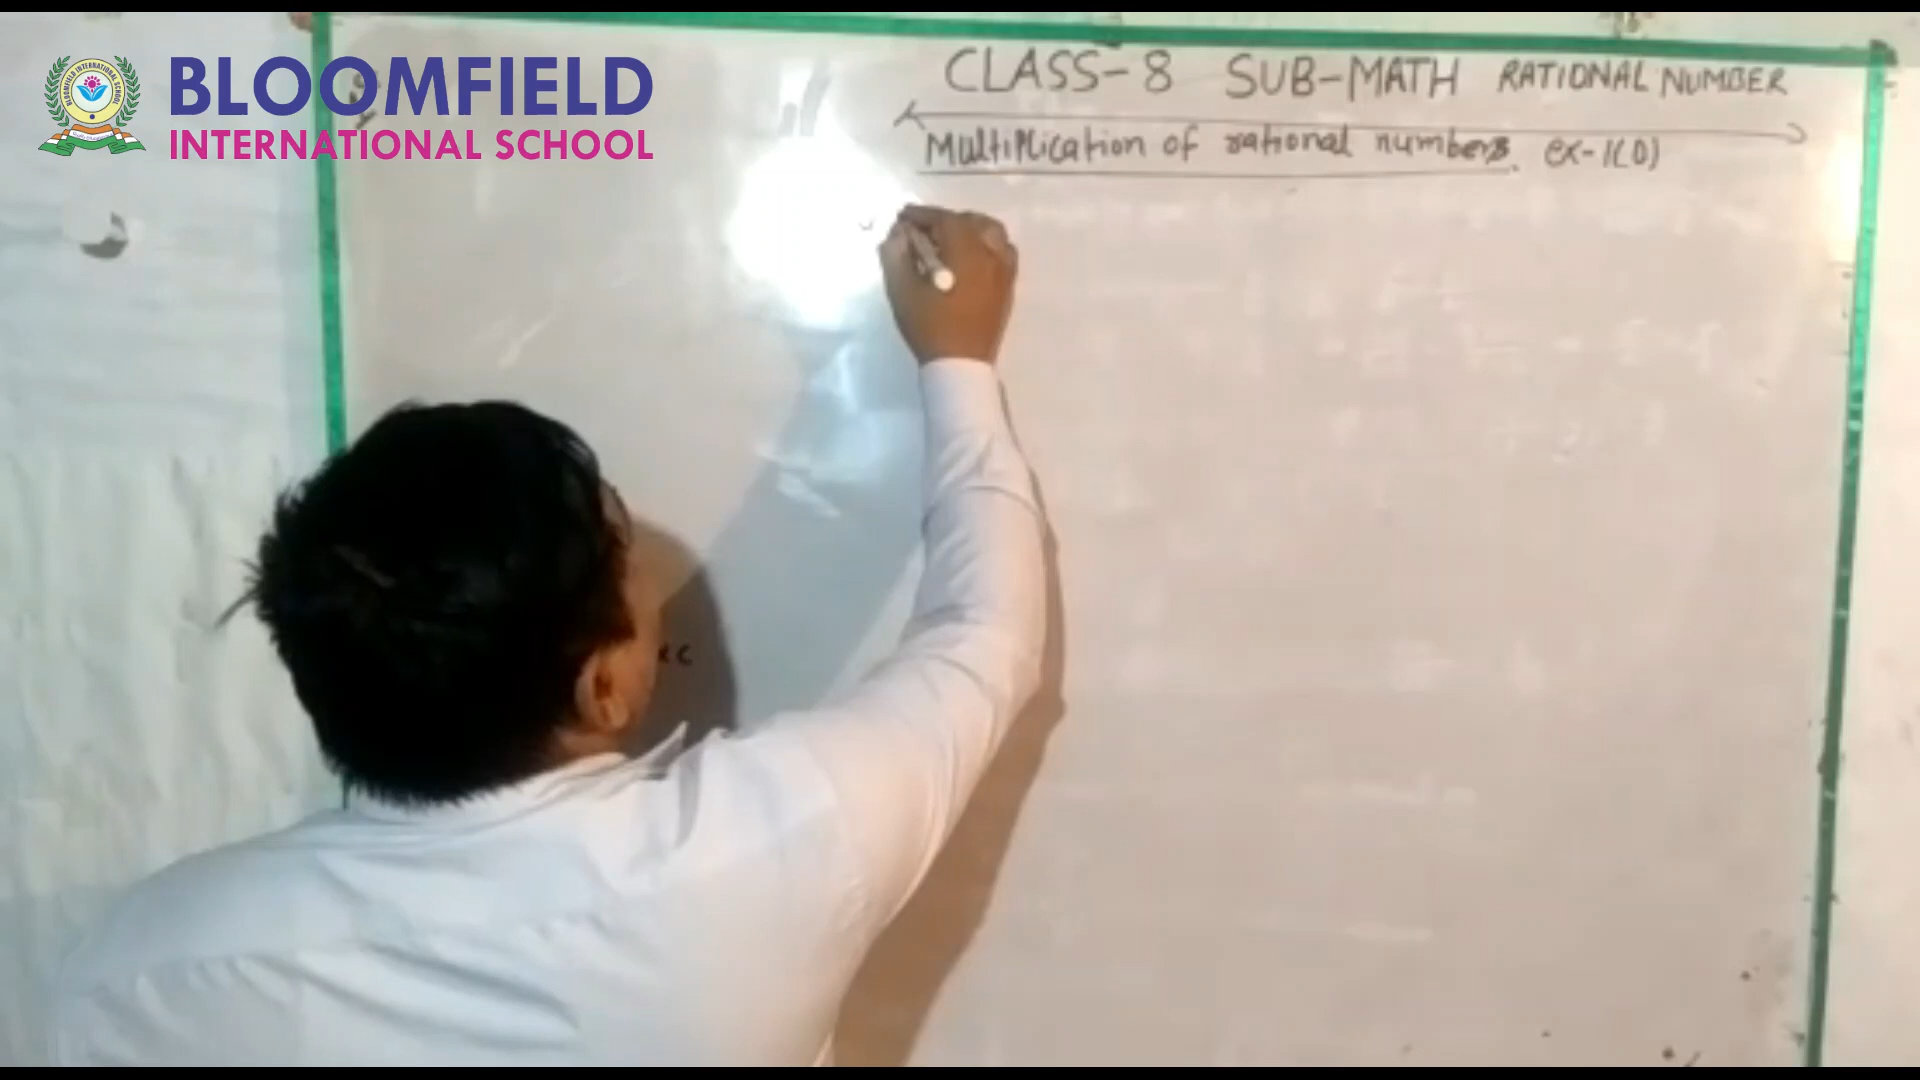 BLOOMFIELD
INTERNATIONAL SCHOOL
CLASS-8 SUB-MATH RATIONAL NUMBER
Multiplication of rational numbers. ex-1(D)
x c